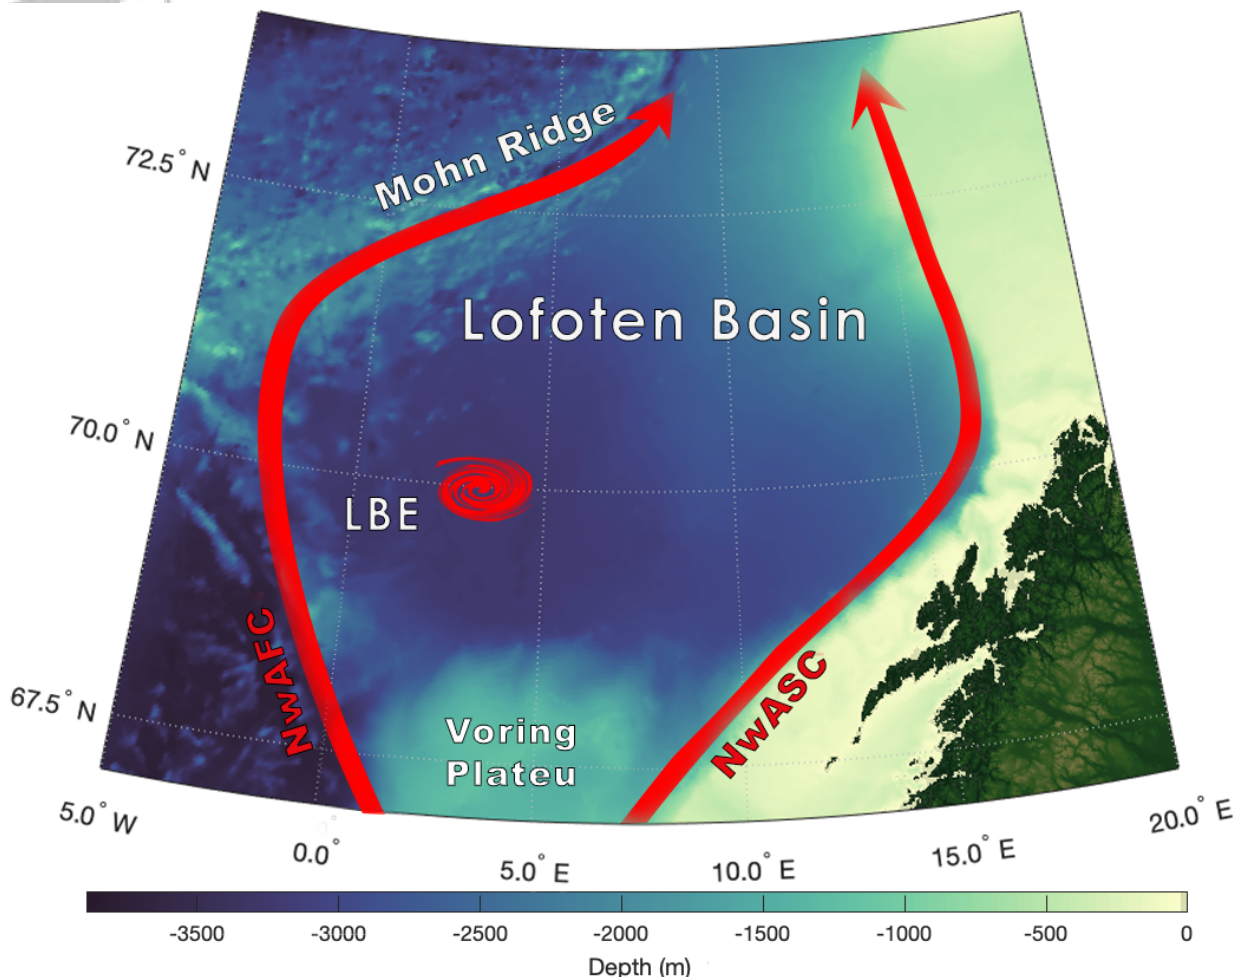 Mohn Ridge
72.5° N
Lofoten Basin
70.0° N
LBE
NwAFC
NwASC
67.5° N
Voring
Plateu
5.0° W
0.0°
5.0° E
10.0° E
15.0° E
20.0° E
-3500
-3000
-2500
-2000
-1500
-1000
-500
0
Depth (m)